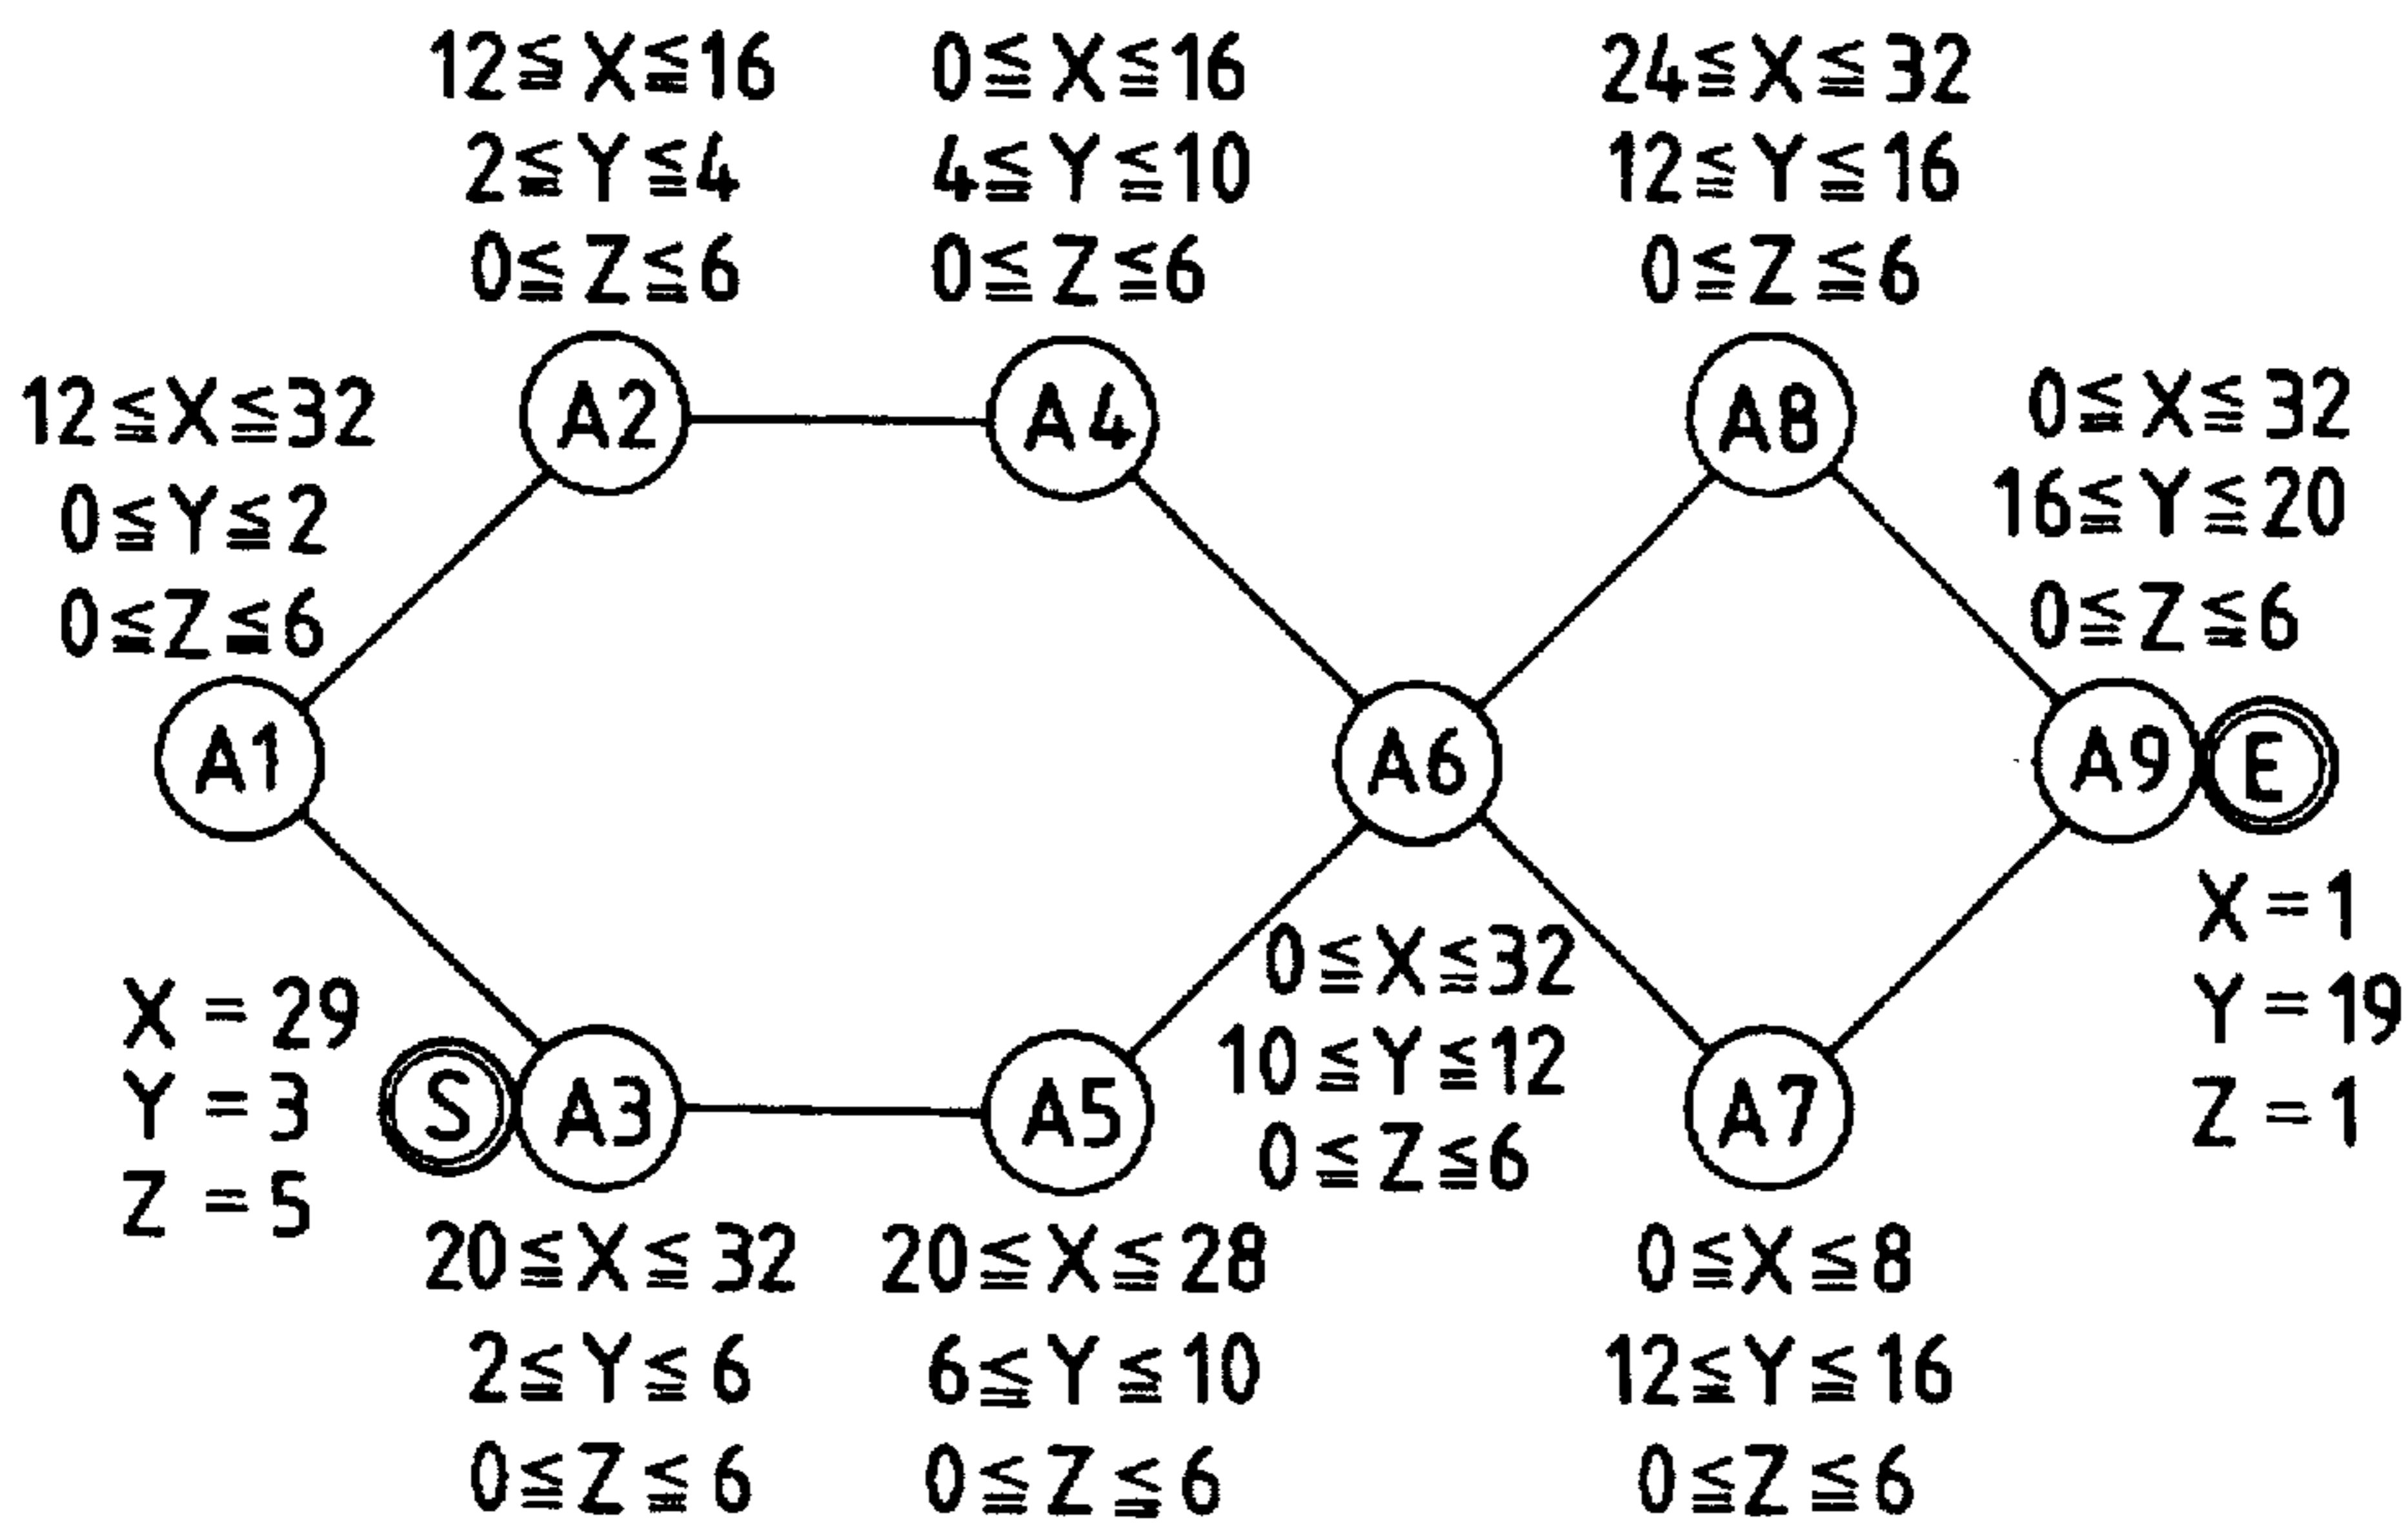 12≦X≦16
2≦Y≦4
0≦Z≦6
0≦X≦16
4≦Y≦10
0≦Z≦6
24≦X≦32
12≦Y≦16
0≦Z≦6
12≦X≦32
0≦Y≦2
0≦Z≦6
A2
A4
A8
0≦X≦32
16≦Y≦20
0≦Z≦6
A1
A6
A9
E
X=1
Y=19
Z=1
X=29
Y=3
Z=5
S
A3
A5
0≦X≦32
10≦Y≦12
0≦Z≦6
A7
20≦X≦32
2≦Y≦6
0≦Z≦6
20≦X≦28
6≦Y≦10
0≦Z≦6
0≦X≦8
12≦Y≦16
0≦Z≦6